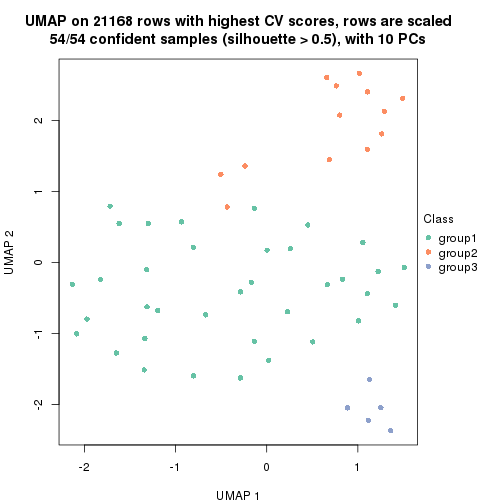 UMAP on 21168 rows with highest CV scores, rows are scaled
54/54 confident samples (silhouette > 0.5), with 10 PCs
2
1
0
-1
-2
UMAP 2
-2
-1
0
1
UMAP 1
Class
group1
group2
group3